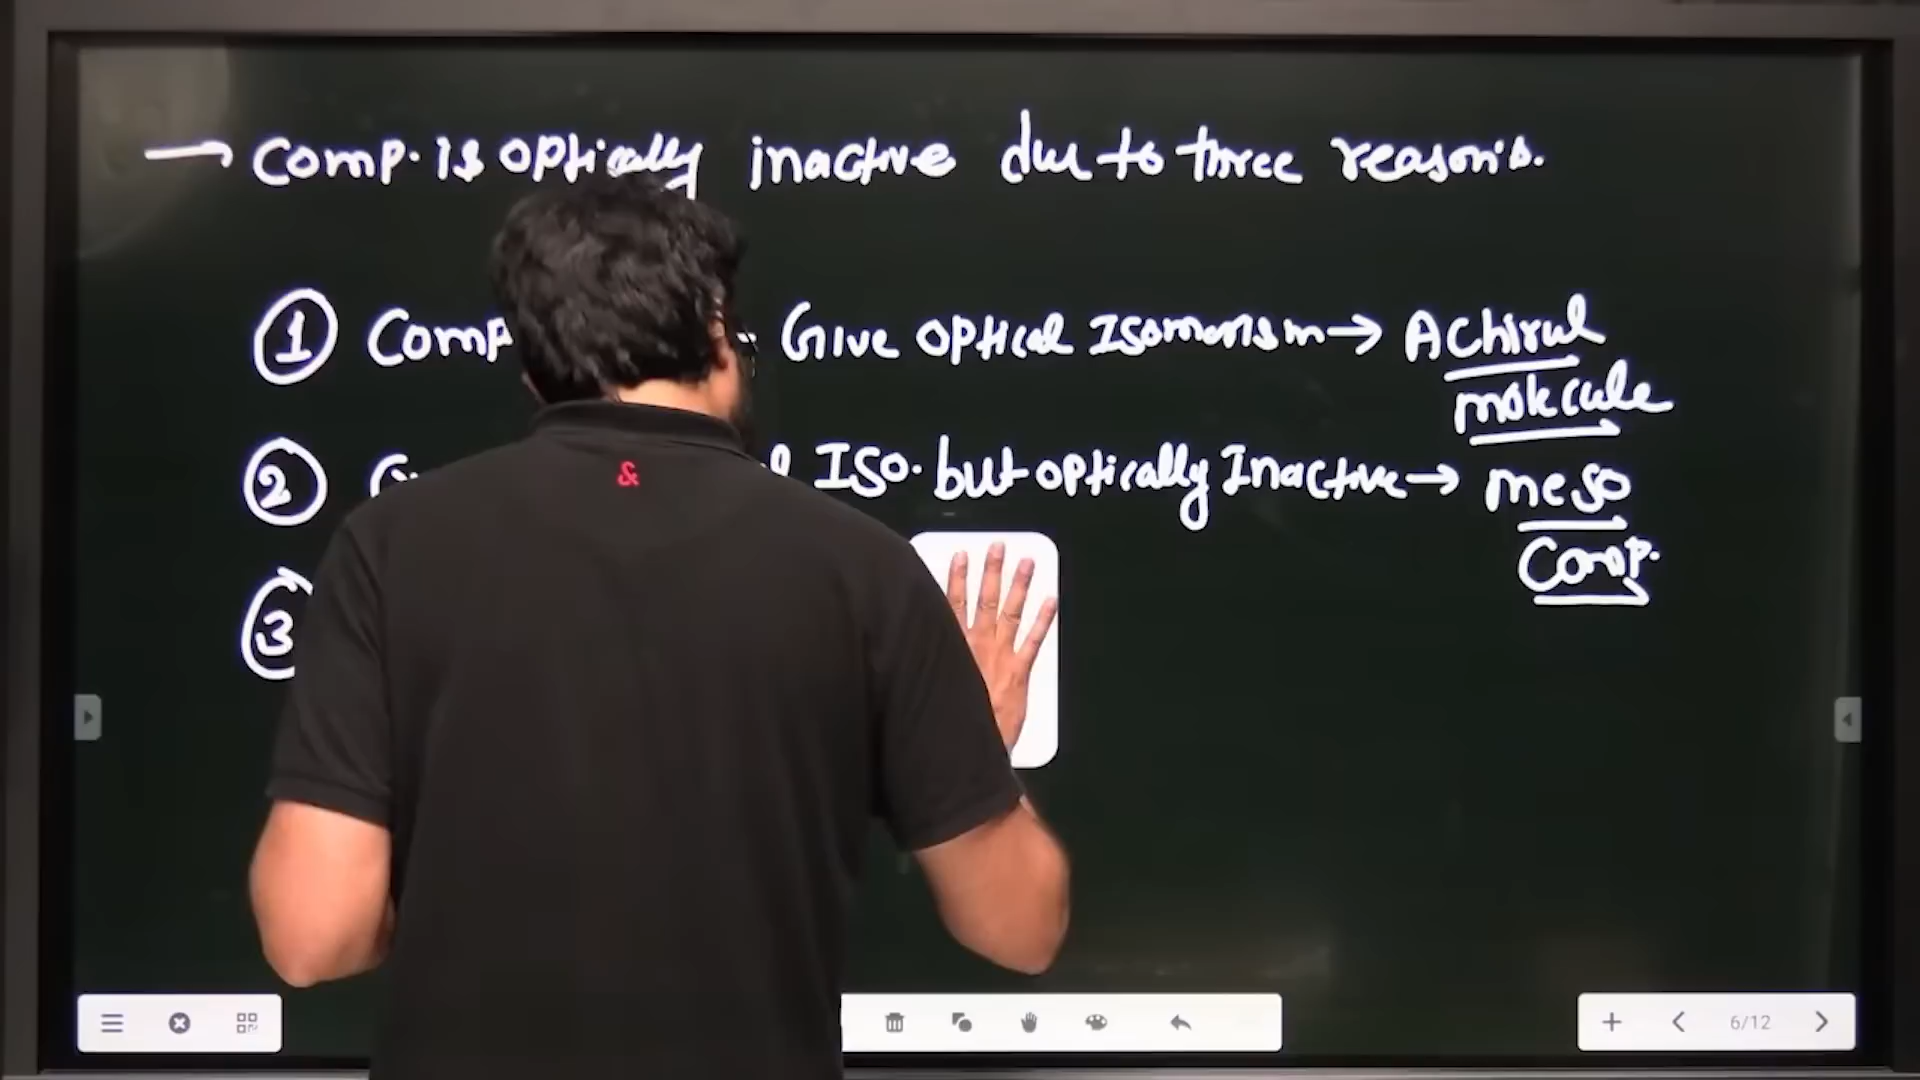 → Comp. is optically inactive due to three reason's.
① Comp Give optical Isomerism → Achiral
molecule
② Iso. but optically Inactive → meso
Comp.
③
&
6/12